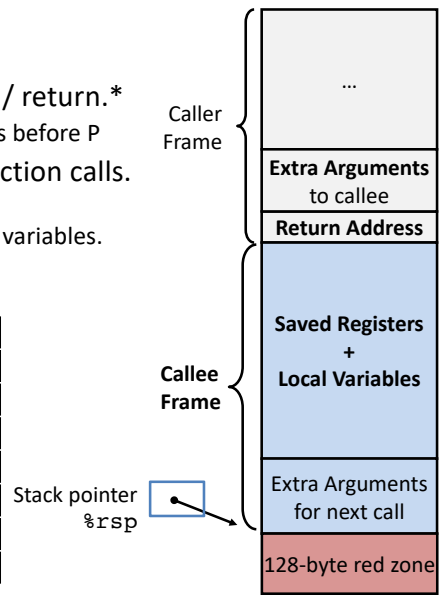 / return.*
s before P
ction calls.
variables.
Caller
Frame
...
Extra Arguments
to callee
Return Address
Saved Registers
+
Local Variables
Callee
Frame
Extra Arguments
for next call
Stack pointer
%rsp
128-byte red zone